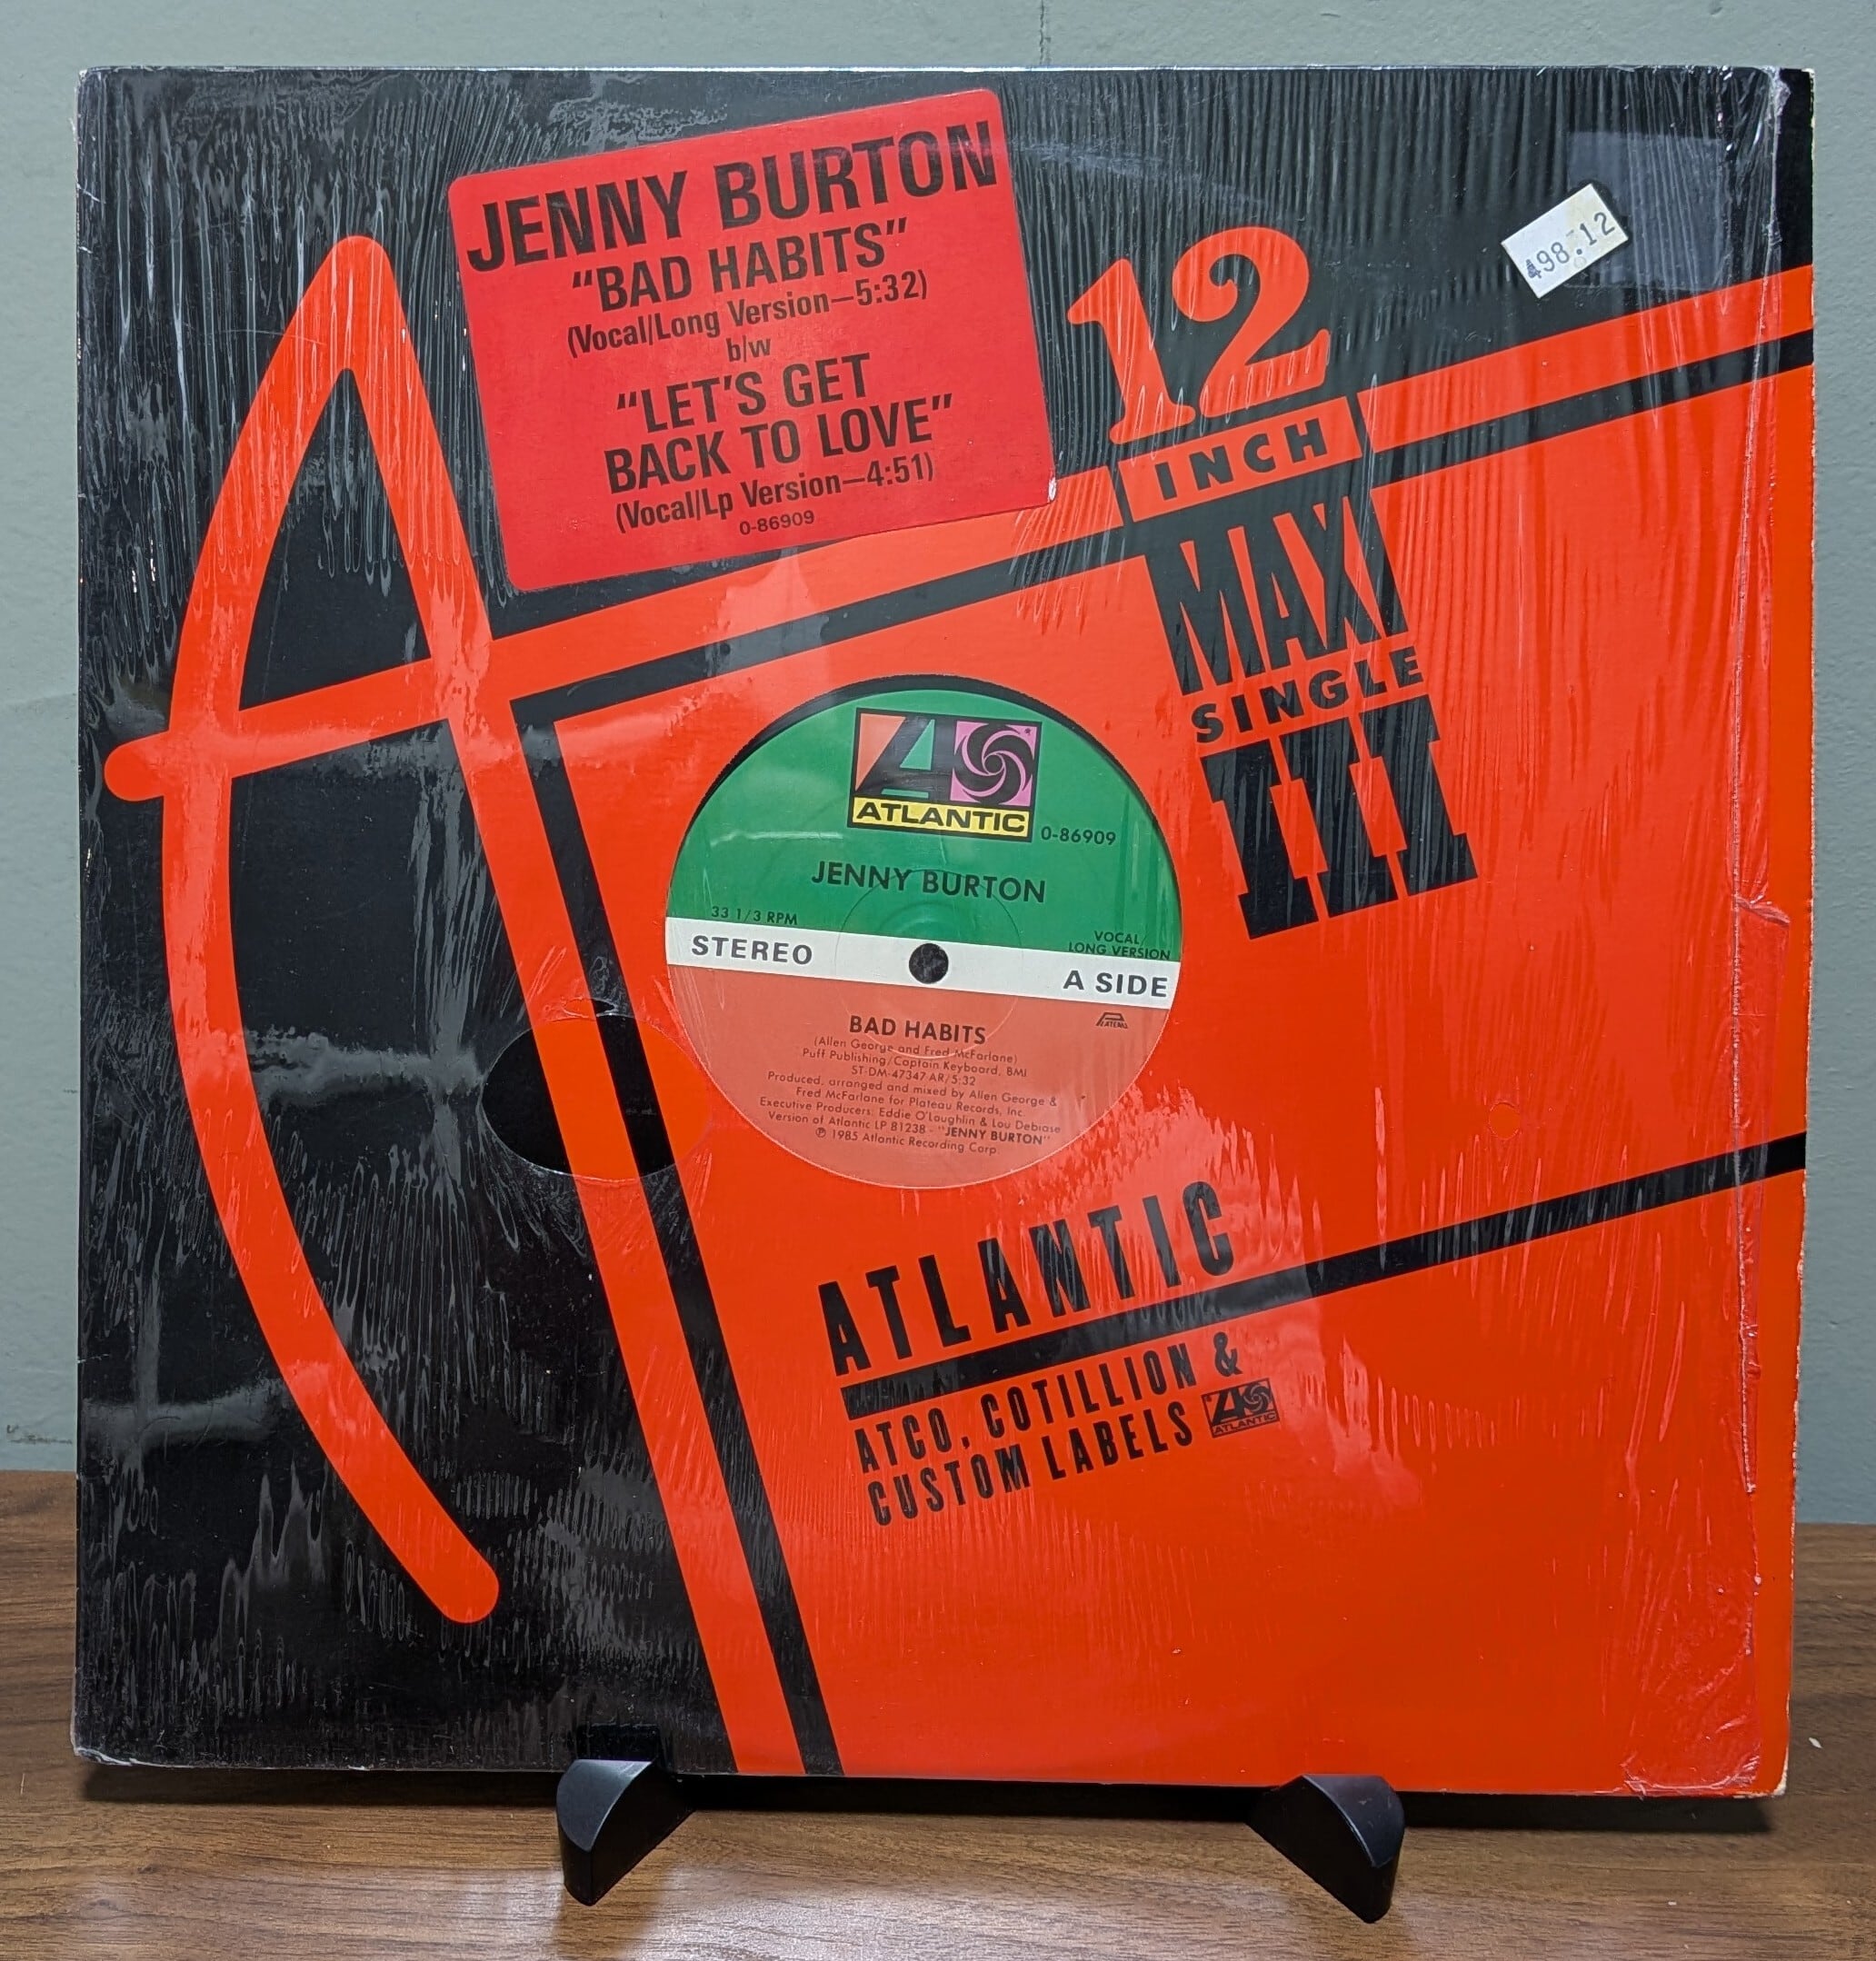 JENNY BURTON
“BAD HABITS”
(Vocal/Long Version—5:32)
b/w
“LET'S GET
BACK TO LOVE”
(Vocal/Lp Version—4:51)
0-86909
98.12
12
INCH
MAXI
SINGLE
III
ATLANTIC
0-86909
JENNY BURTON
33 1/3 RPM
STEREO
VOCAL/
LONG VERSION
A SIDE
BAD HABITS
(Allen George and Fred McFarlane)
Puff Publishing/Captain Keyboard, BMI
ST-DM-47347-AR/5:32
Produced, arranged and mixed by Allen George &
Fred McFarlane for Plateau Records, Inc.
Executive Producers: Eddie O'Loughlin & Lou Debiase
Version of Atlantic LP 81238 - "JENNY BURTON"
℗ 1985 Atlantic Recording Corp
ATLANTIC
ATCO, COTILLION &
CUSTOM LABELS
ATLANTIC